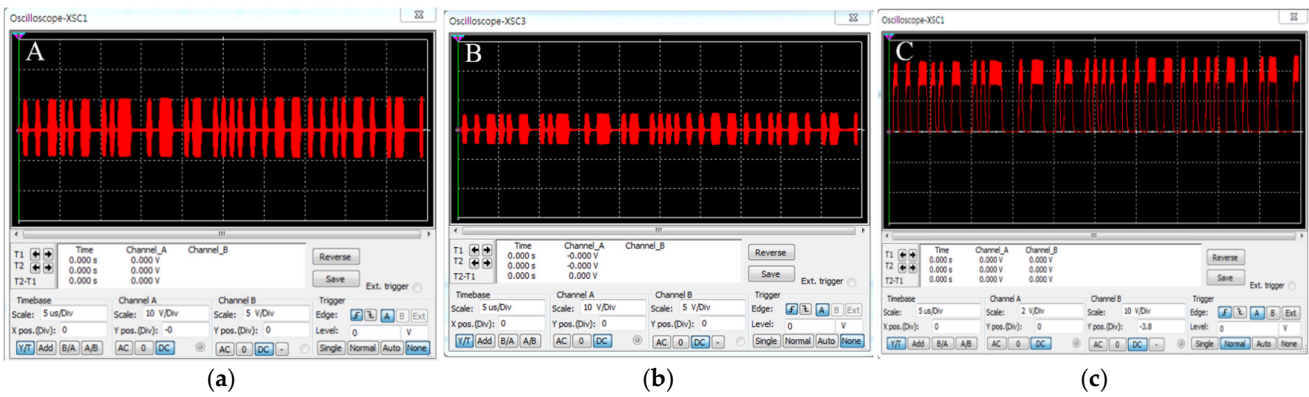 Oscilloscope-XSC1
A
T1
T2
T2-T1
Time Channel_A Channel_B
0.000 s 0.000 V
0.000 s 0.000 V
0.000 s 0.000 V
Reverse
Save
Ext. trigger
Timebase
Scale: 5 us/Div
X pos.(Div): 0
Y/T Add B/A A/B
Channel A
Scale: 10 V/Div
Y pos.(Div): -0
AC 0 DC
Channel B
Scale: 5 V/Div
Y pos.(Div): 0
AC 0 DC -
Trigger
Edge: A B Ext
Level: 0 V
Single Normal Auto None
(a)
Oscilloscope-XSC3
B
T1
T2
T2-T1
Time Channel_A Channel_B
0.000 s -0.000 V
0.000 s -0.000 V
0.000 s 0.000 V
Reverse
Save
Ext. trigger
Timebase
Scale: 5 us/Div
X pos.(Div): 0
Y/T Add B/A A/B
Channel A
Scale: 10 V/Div
Y pos.(Div): 0
AC 0 DC
Channel B
Scale: 5 V/Div
Y pos.(Div): 0
AC 0 DC -
Trigger
Edge: A B Ext
Level: 0 V
Single Normal Auto None
(b)
Oscilloscope-XSC1
C
T1
T2
T2-T1
Time Channel_A Channel_B
0.000 s 0.000 V 0.000 V
0.000 s 0.000 V 0.000 V
0.000 s 0.000 V 0.000 V
Reverse
Save
Ext. trigger
Timebase
Scale: 5 us/Div
X pos.(Div): 0
Y/T Add B/A A/B
Channel A
Scale: 2 V/Div
Y pos.(Div): 0
AC 0 DC
Channel B
Scale: 10 V/Div
Y pos.(Div): -3.8
AC 0 DC -
Trigger
Edge: A B Ext
Level: 0 V
Single Normal Auto None
(c)